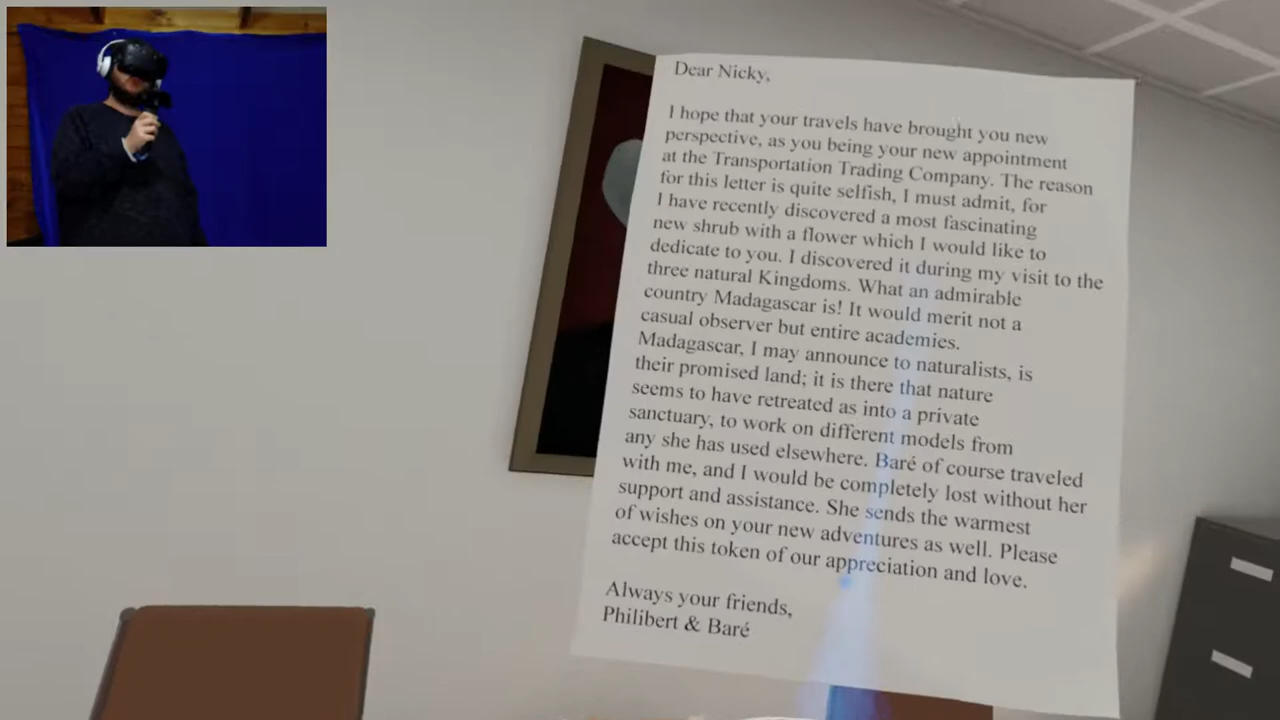 Dear Nicky,
I hope that your travels have brought you new
perspective, as you being your new appointment
at the Transportation Trading Company. The reason
for this letter is quite selfish, I must admit, for
I have recently discovered a most fascinating
new shrub with a flower which I would like to
dedicate to you. I discovered it during my visit to the
three natural Kingdoms. What an admirable
country Madagascar is! It would merit not a
casual observer but entire academies.
Madagascar, I may announce to naturalists, is
their promised land; it is there that nature
seems to have retreated as into a private
sanctuary, to work on different models from
any she has used elsewhere. Baré of course traveled
with me, and I would be completely lost without her
support and assistance. She sends the warmest
of wishes on your new adventures as well. Please
accept this token of our appreciation and love.
Always your friends,
Philibert & Baré